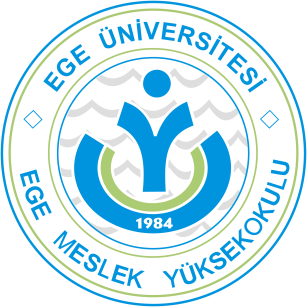 EGE ÜNİVERSİTESİ
1984
EGE MESLEK YÜKSEKOKULU